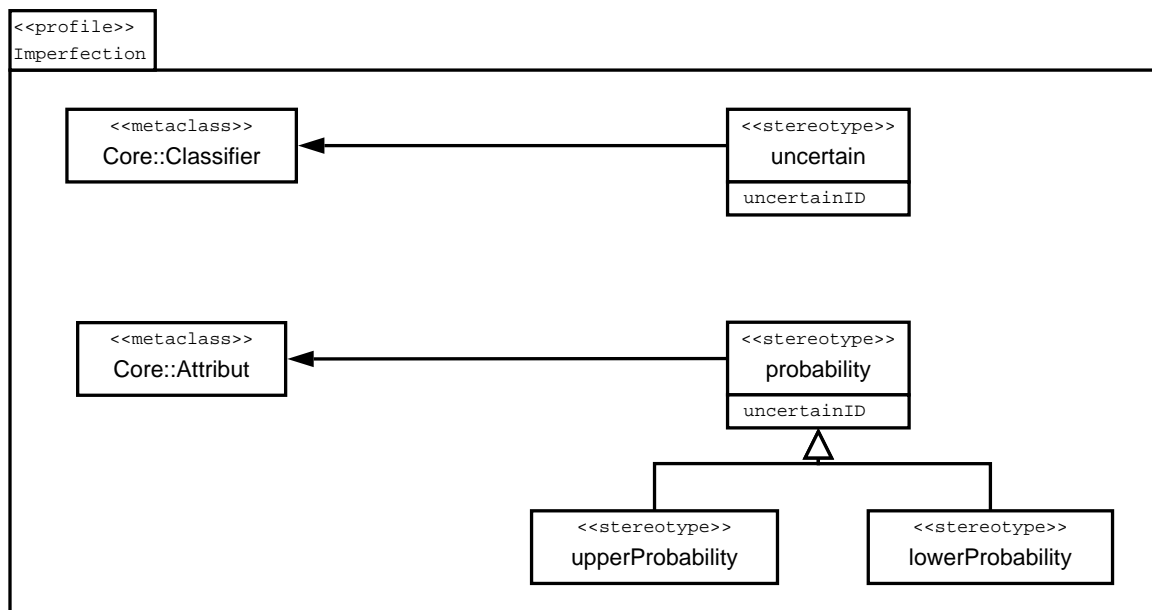 <<profile>>
Imperfection
<<metaclass>>
Core::Classifier
<<stereotype>>
uncertain
uncertainID
<<metaclass>>
Core::Attribut
<<stereotype>>
probability
uncertainID
<<stereotype>>
upperProbability
<<stereotype>>
lowerProbability